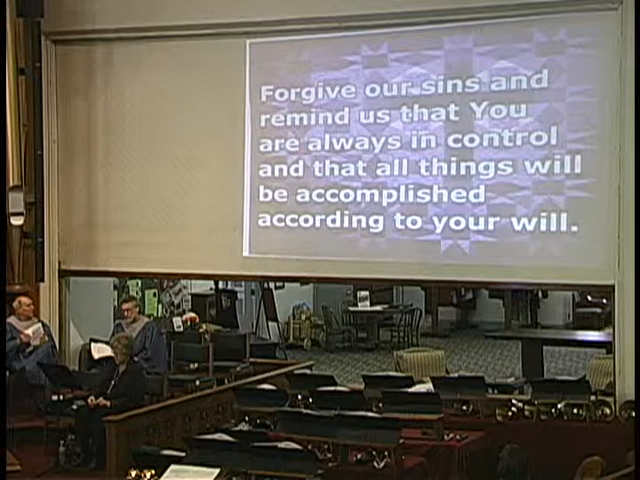 Forgive our sins and
remind us that You
are always in control
and that all things will
be accomplished
according to your will.